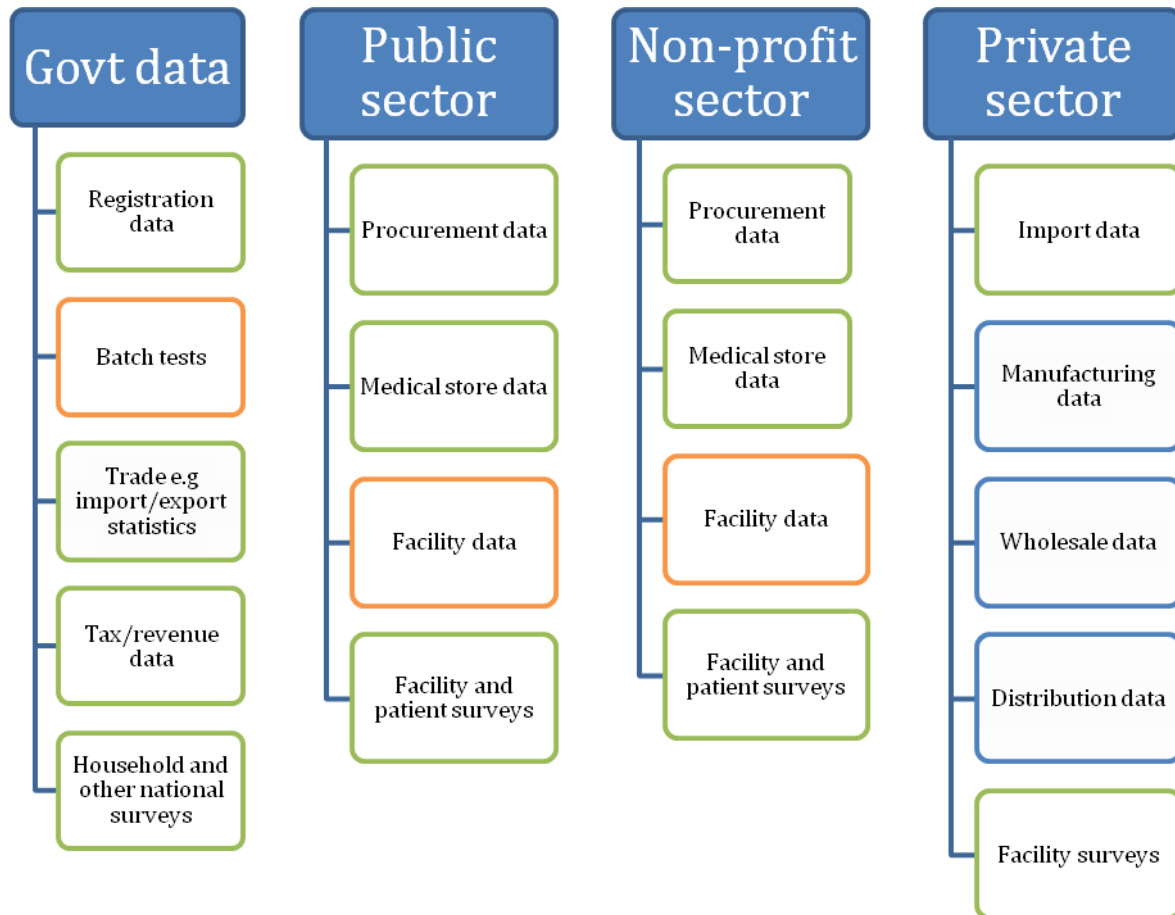 Govt data
Registration
data
Batch tests
Trade e.g
import/export
statistics
Tax/revenue
data
Household and
other national
surveys
Public
sector
Procurement data
Medical store data
Facility data
Facility and
patient surveys
Non-profit
sector
Procurement
data
Medical store
data
Facility data
Facility and
patient surveys
Private
sector
Import data
Manufacturing
data
Wholesale data
Distribution data
Facility surveys